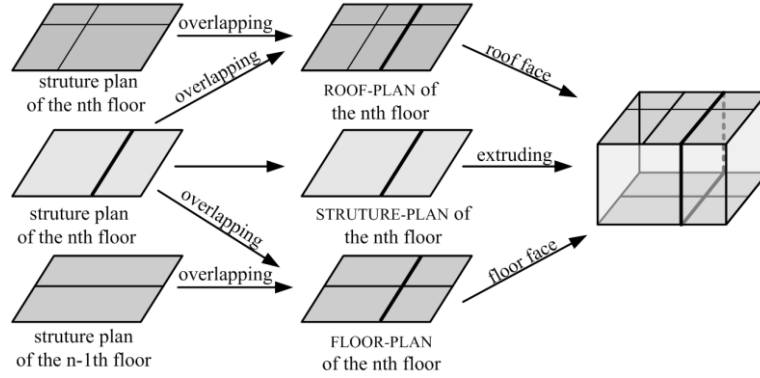 overlapping
struture plan
of the nth floor
overlapping
ROOF-PLAN of
the nth floor
roof face
struture plan
of the nth floor
overlapping
STRUTURE-PLAN of
the nth floor
extruding
overlapping
struture plan
of the n-1th floor
FLOOR-PLAN
of the nth floor
floor face